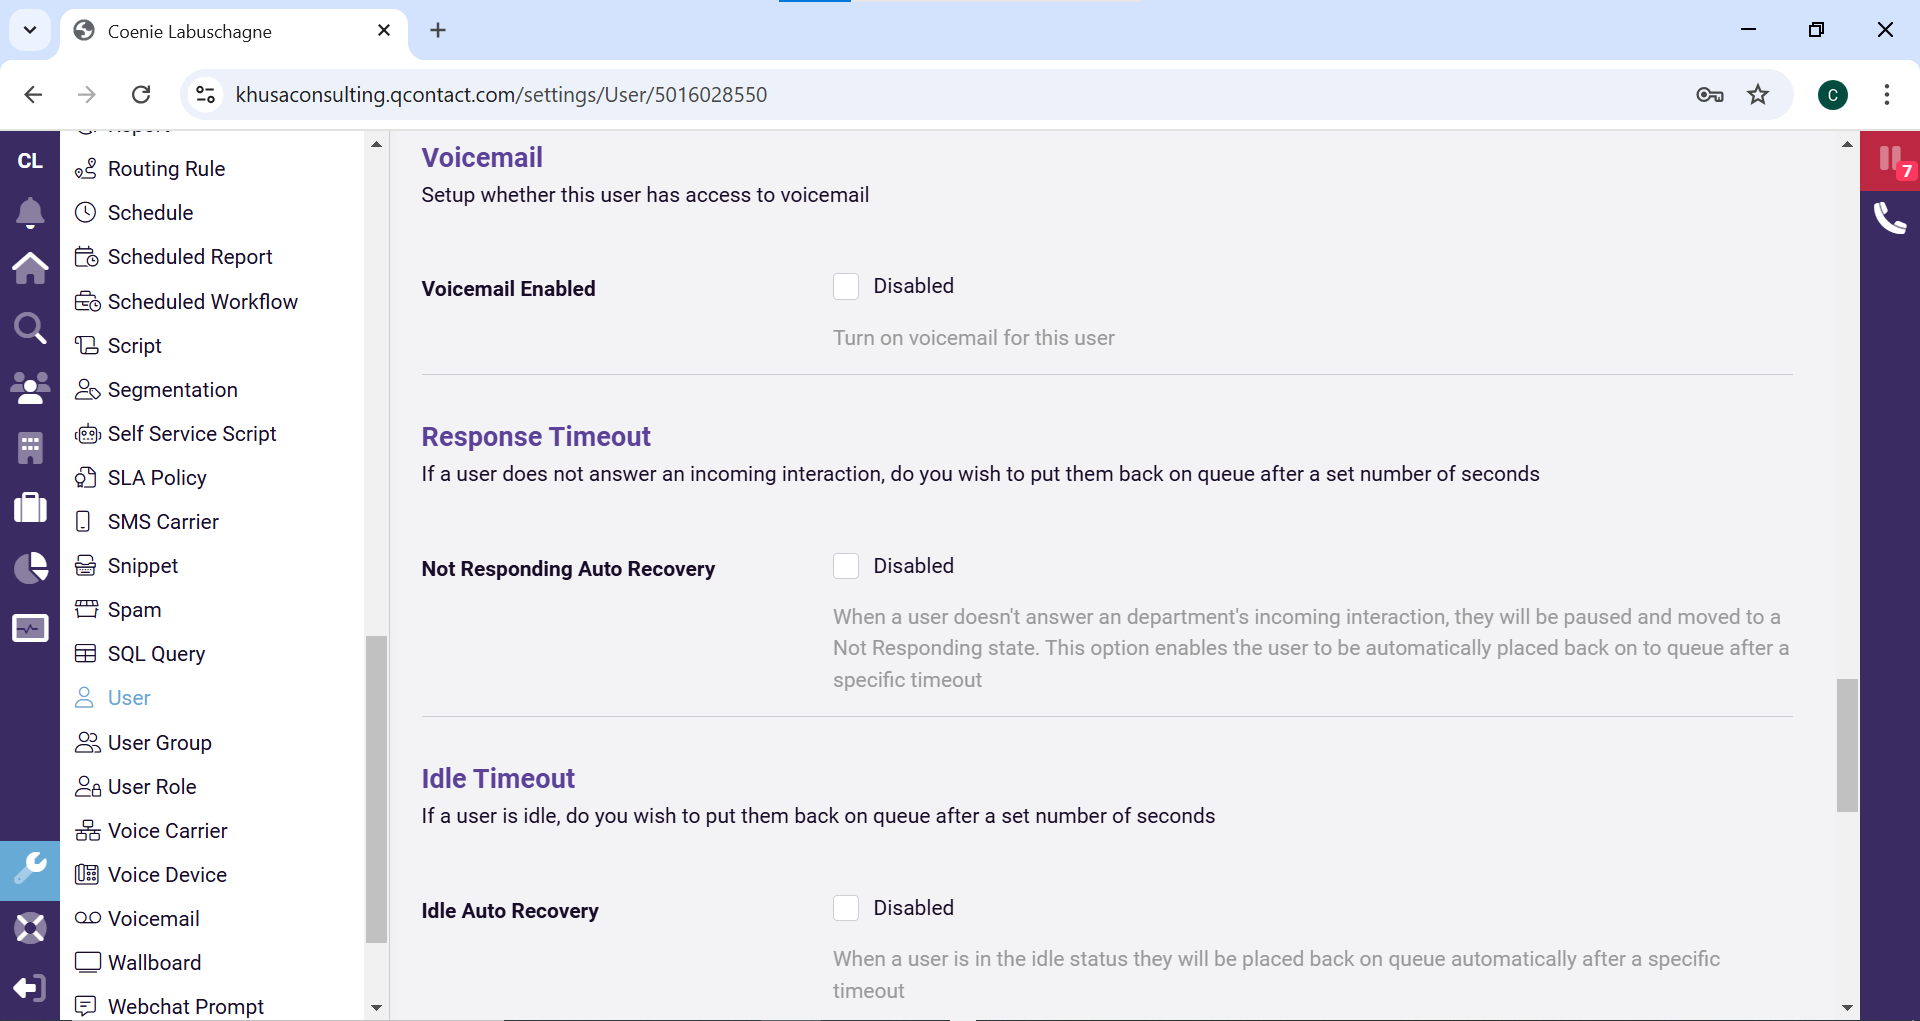 Coenie Labuschagne
khusaconsulting.qcontact.com/settings/User/5016028550
C
CL
Report
Routing Rule
Schedule
Scheduled Report
Scheduled Workflow
Script
Segmentation
Self Service Script
SLA Policy
SMS Carrier
Snippet
Spam
SQL Query
User
User Group
User Role
Voice Carrier
Voice Device
Voicemail
Wallboard
Webchat Prompt
Voicemail
Setup whether this user has access to voicemail
Voicemail Enabled
Disabled
Turn on voicemail for this user
Response Timeout
If a user does not answer an incoming interaction, do you wish to put them back on queue after a set number of seconds
Not Responding Auto Recovery
Disabled
When a user doesn't answer an department's incoming interaction, they will be paused and moved to a
Not Responding state. This option enables the user to be automatically placed back on to queue after a
specific timeout
Idle Timeout
If a user is idle, do you wish to put them back on queue after a set number of seconds
Idle Auto Recovery
Disabled
When a user is in the idle status they will be placed back on queue automatically after a specific
timeout
7